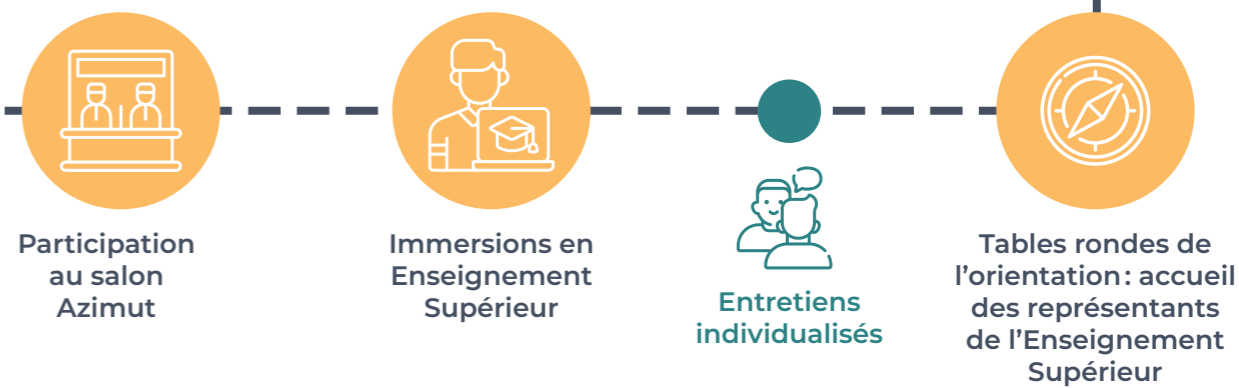 Participation
au salon
Azimut
Immersions en
Enseignement
Supérieur
Entretiens
individualisés
Tables rondes de
l'orientation : accueil
des représentants
de l'Enseignement
Supérieur